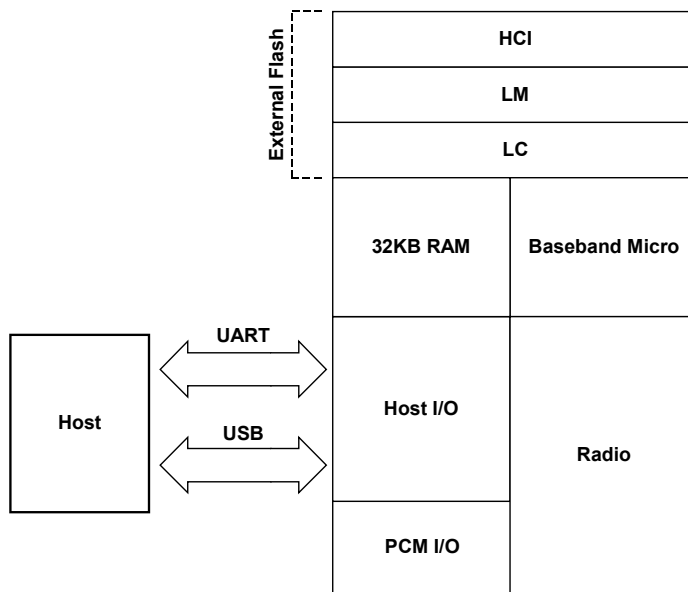 External Flash
HCI
LM
LC
32KB RAM
Baseband Micro
UART
Host
Host I/O
USB
Radio
PCM I/O